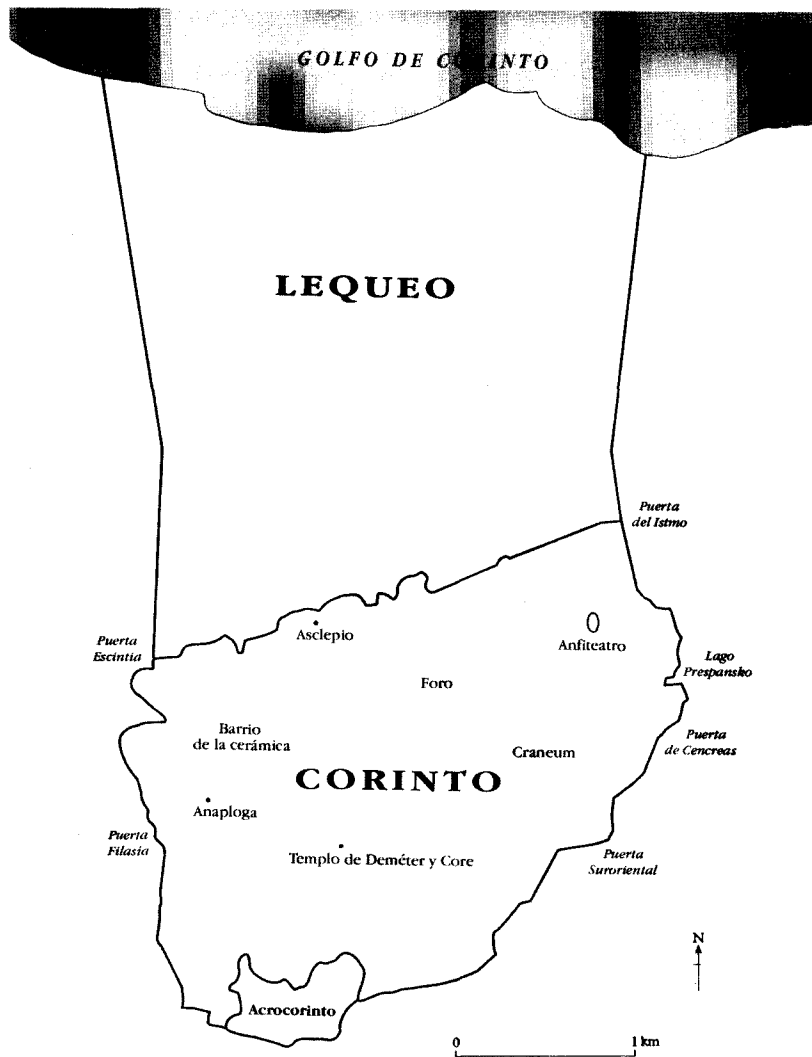 GOLFO DE CORINTO
LEQUEO
Puerta
del Istmo
Asclepio
Anfiteatro
Puerta
Escintia
Lago
Prespansko
Foro
Barrio
de la cerámica
Puerta
de Cencreas
Craneum
CORINTO
Anaploga
Puerta
Filasia
Templo de Deméter y Core
Puerta
Suroriental
N
Acrocorinto
0 1 km